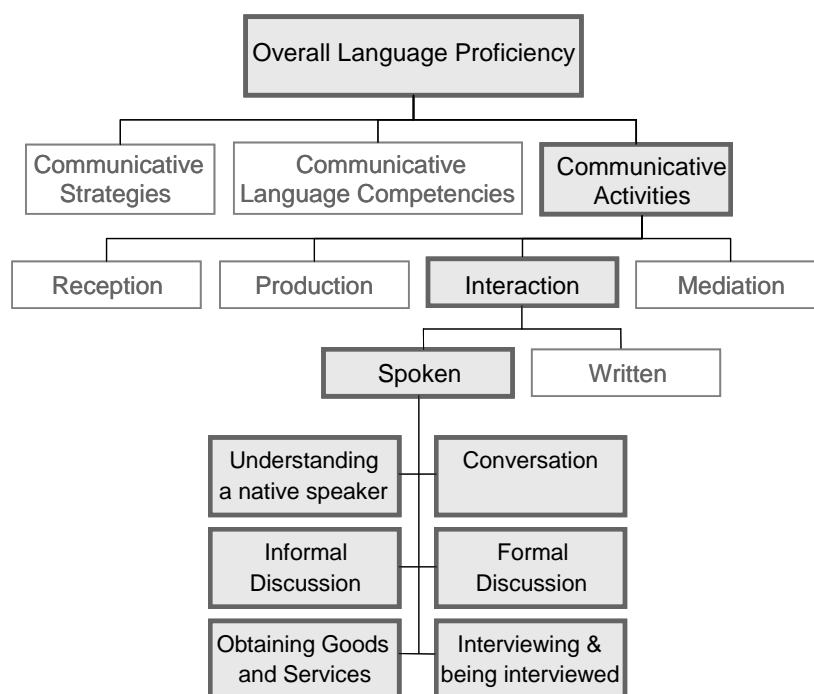 Overall Language Proficiency
Communicative
Strategies
Communicative
Language Competencies
Communicative
Activities
Reception
Production
Interaction
Mediation
Spoken
Written
Understanding
a native speaker
Conversation
Informal
Discussion
Formal
Discussion
Obtaining Goods
and Services
Interviewing &
being interviewed